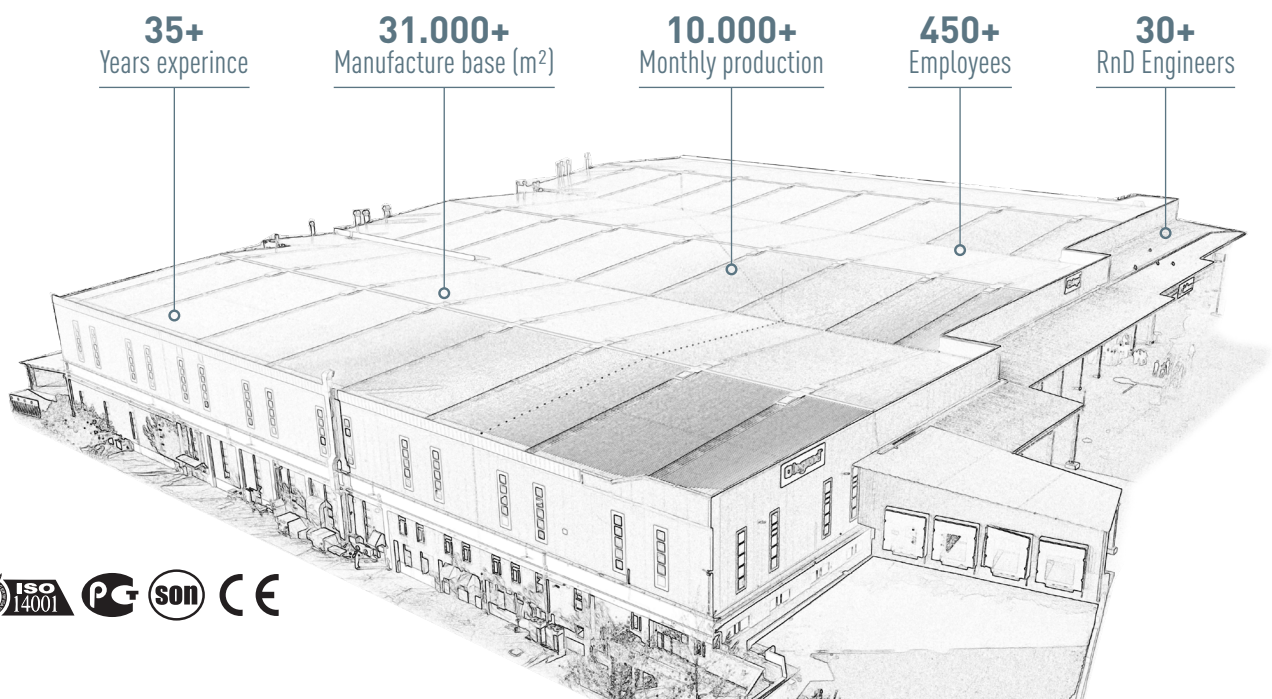 35+
Years experince
31.000+
Manufacture base (m²)
10.000+
Monthly production
450+
Employees
30+
RnD Engineers
legrand
ISO
14001
son
CE